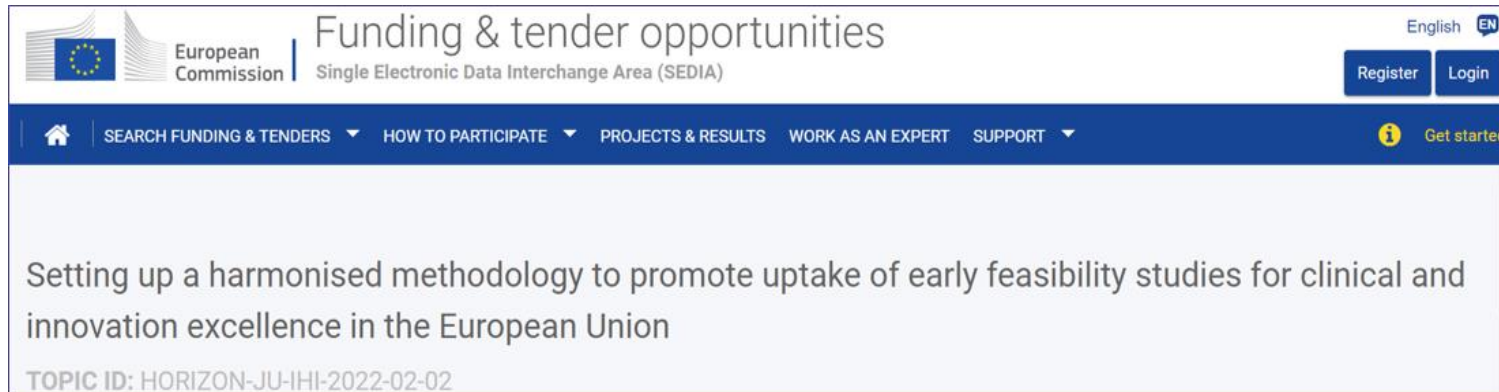 Funding & tender opportunities
European
Commission
Single Electronic Data Interchange Area (SEDIA)
English EN
Register Login
SEARCH FUNDING & TENDERS HOW TO PARTICIPATE PROJECTS & RESULTS WORK AS AN EXPERT SUPPORT Get started
Setting up a harmonised methodology to promote uptake of early feasibility studies for clinical and
innovation excellence in the European Union
TOPIC ID: HORIZON-JU-IHI-2022-02-02